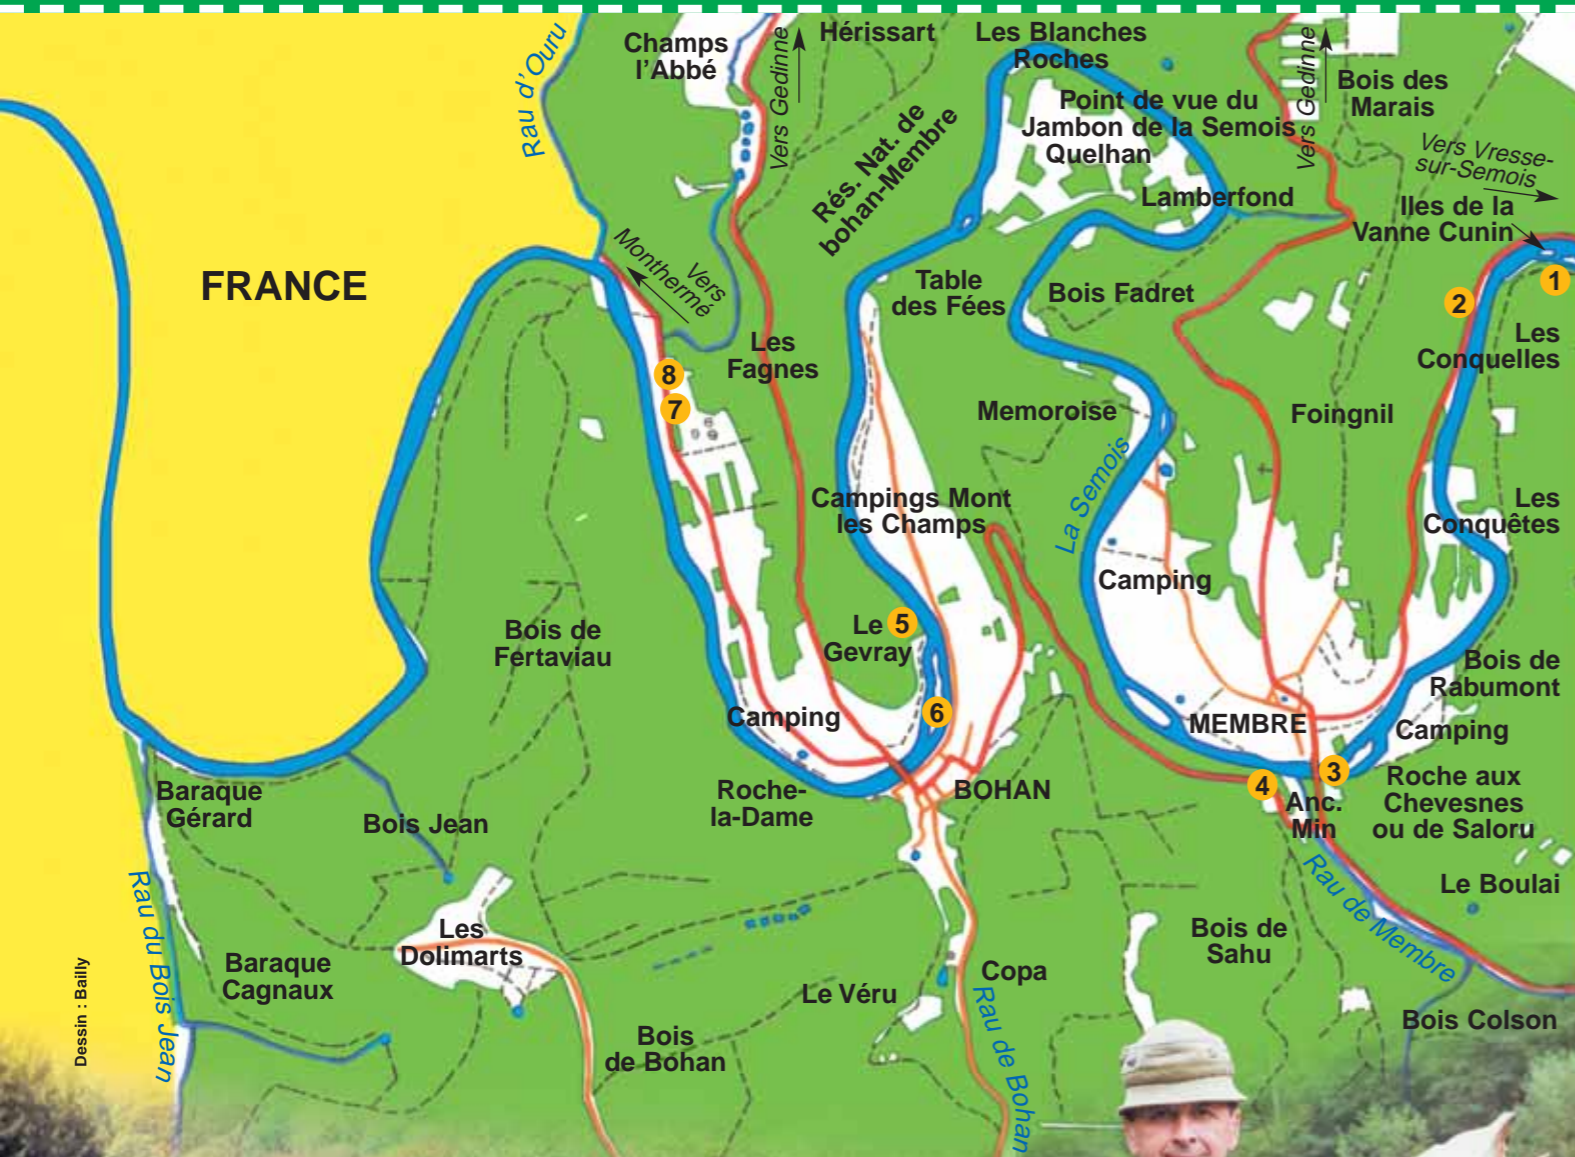 Champs
l'Abbé
Rau d'Ouru
Vers Gedinne
Hérissart
Les Blanches
Roches
Point de vue du
Jambon de la Semois
Quelhan
Vers Gedinne
Bois des
Marais
Vers Vresse-
sur-Semois
Rés. Nat. de
bohan-Membre
Lamberfond
Iles de la
Vanne Cunin
1
2
FRANCE
Vers
Monthermé
Table
des Fées
Bois Fadret
Les
Conquelles
Les
Fagnes
8
7
Memoroise
Foingnil
La Semois
Campings Mont
les Champs
Les
Conquêtes
Camping
Bois de
Fertaviau
Le
Gevray
5
6
Bois de
Rabumont
Camping
MEMBRE
Camping
3
4
Roche-
la-Dame
BOHAN
Anc.
Min
Roche aux
Chevesnes
ou de Saloru
Baraque
Gérard
Bois Jean
Rau de Membre
Le Boulai
Rau du Bois Jean
Les
Dolimarts
Bois de
Sahu
Baraque
Cagnaux
Le Véru
Copa
Rau de Bohan
Bois Colson
Bois
de Bohan
Dessin : Bailly